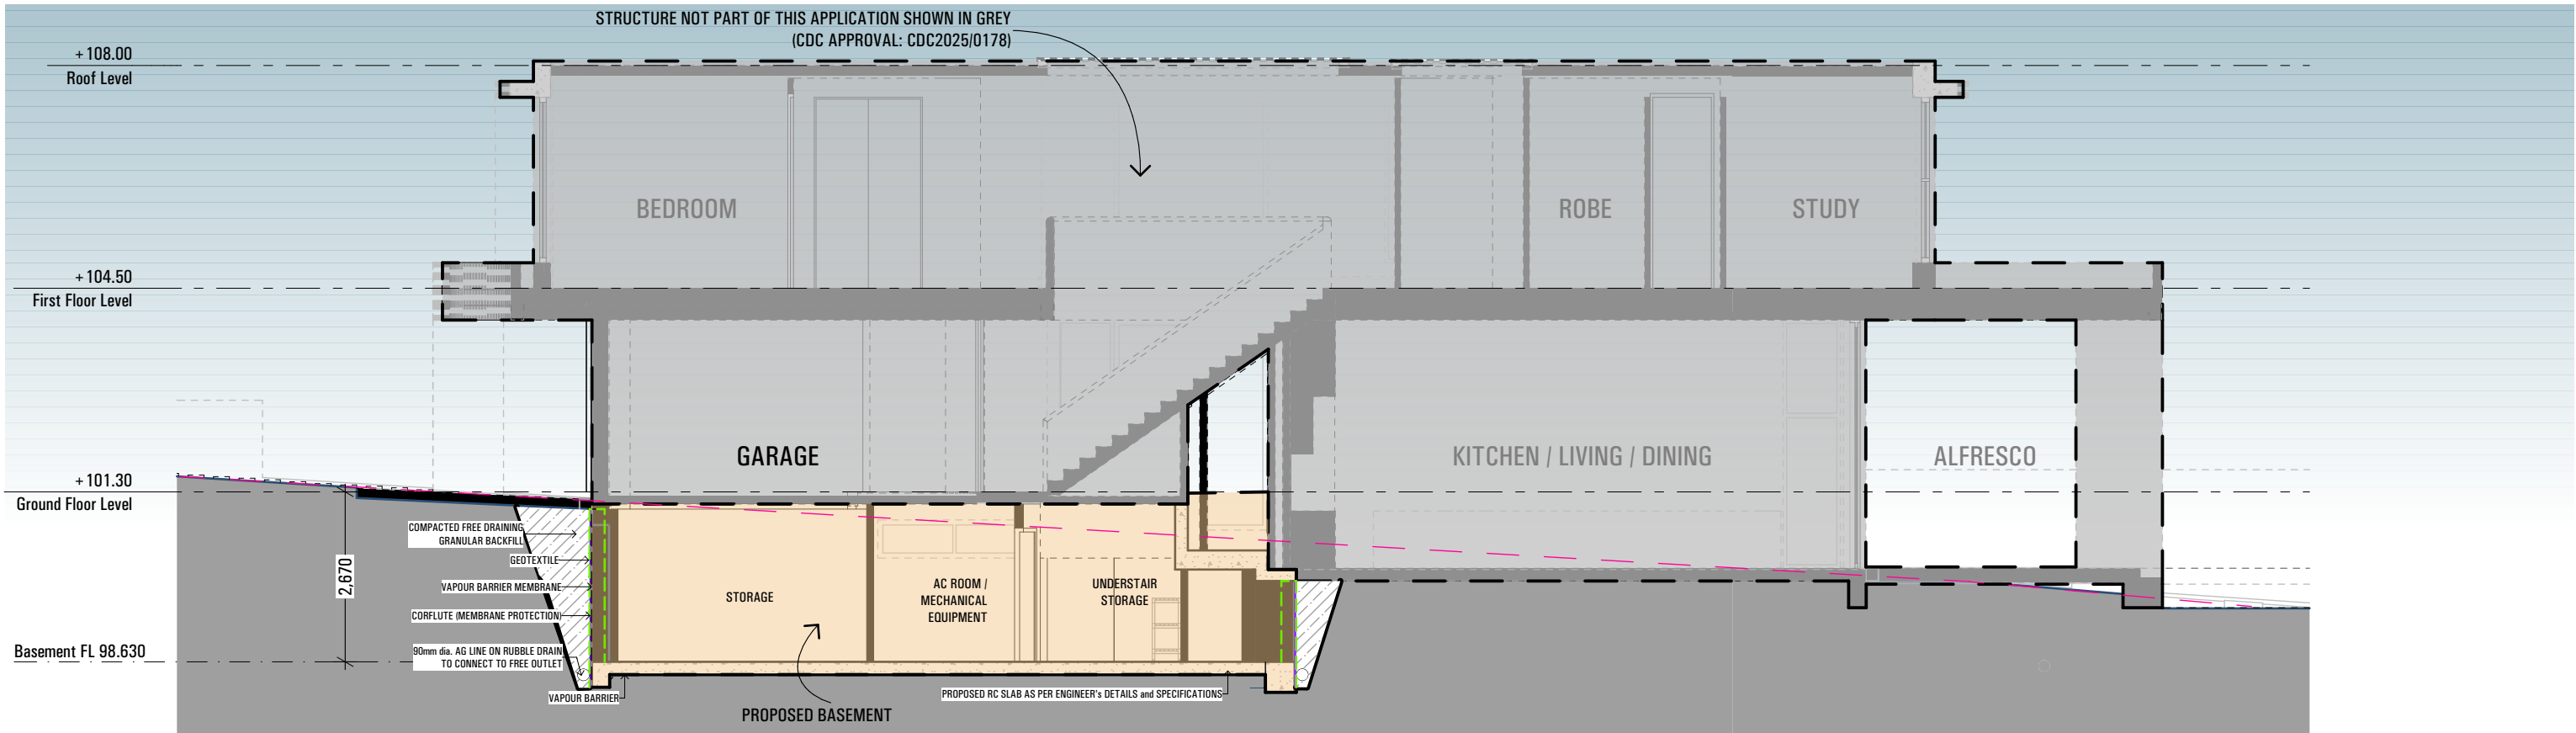 STRUCTURE NOT PART OF THIS APPLICATION SHOWN IN GREY
(CDC APPROVAL: CDC2025/0178)
+108.00
Roof Level
BEDROOM
ROBE
STUDY
+104.50
First Floor Level
GARAGE
KITCHEN / LIVING / DINING
ALFRESCO
+101.30
Ground Floor Level
COMPACTED FREE DRAINING
GRANULAR BACKFILL
GEOTEXTILE
VAPOUR BARRIER MEMBRANE
CORFLUTE (MEMBRANE PROTECTION)
2,670
STORAGE
AC ROOM /
MECHANICAL
EQUIPMENT
UNDERSTAIR
STORAGE
Basement FL 98.630
90mm dia. AG LINE ON RUBBLE DRAIN
TO CONNECT TO FREE OUTLET
VAPOUR BARRIER
PROPOSED RC SLAB AS PER ENGINEER's DETAILS and SPECIFICATIONS
PROPOSED BASEMENT